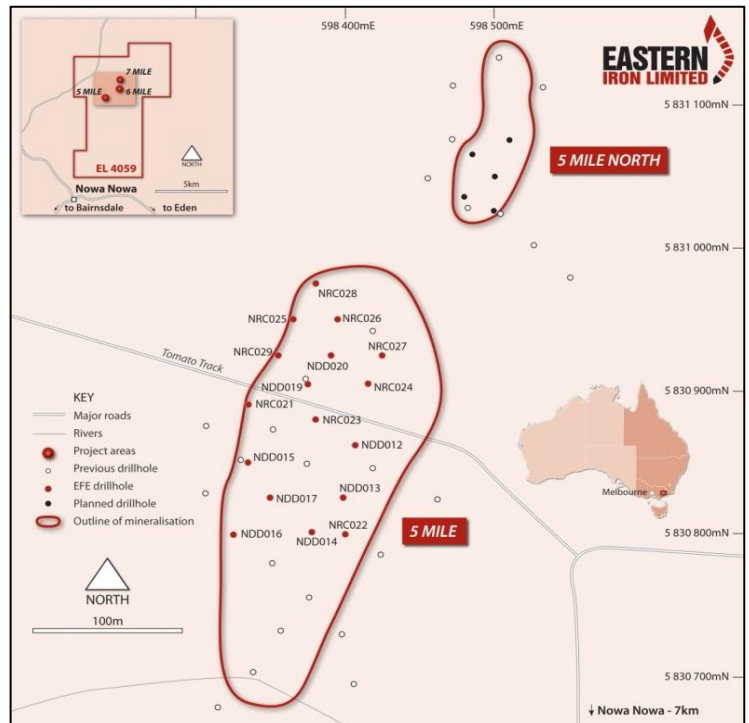 598 400mE
598 500mE
7 MILE
5 MILE
6 MILE
EL 4059
NORTH
5km
Nowa Nowa
to Bairnsdale
to Eden
EASTERN
IRON LIMITED
5 831 100mN
5 MILE NORTH
5 831 000mN
NRC028
NRC025
NRC026
Tomato Track
NRC029
NRC027
NDD020
NDD019
NRC024
5 830 900mN
NRC021
NRC023
NDD012
NDD015
NDD017
NDD013
NDD016
NRC022
NDD014
5 MILE
5 830 800mN
KEY
Major roads
Rivers
Project areas
Previous drillhole
EFE drillhole
Planned drillhole
Outline of mineralisation
NORTH
100m
Melbourne
5 830 700mN
Nowa Nowa - 7km